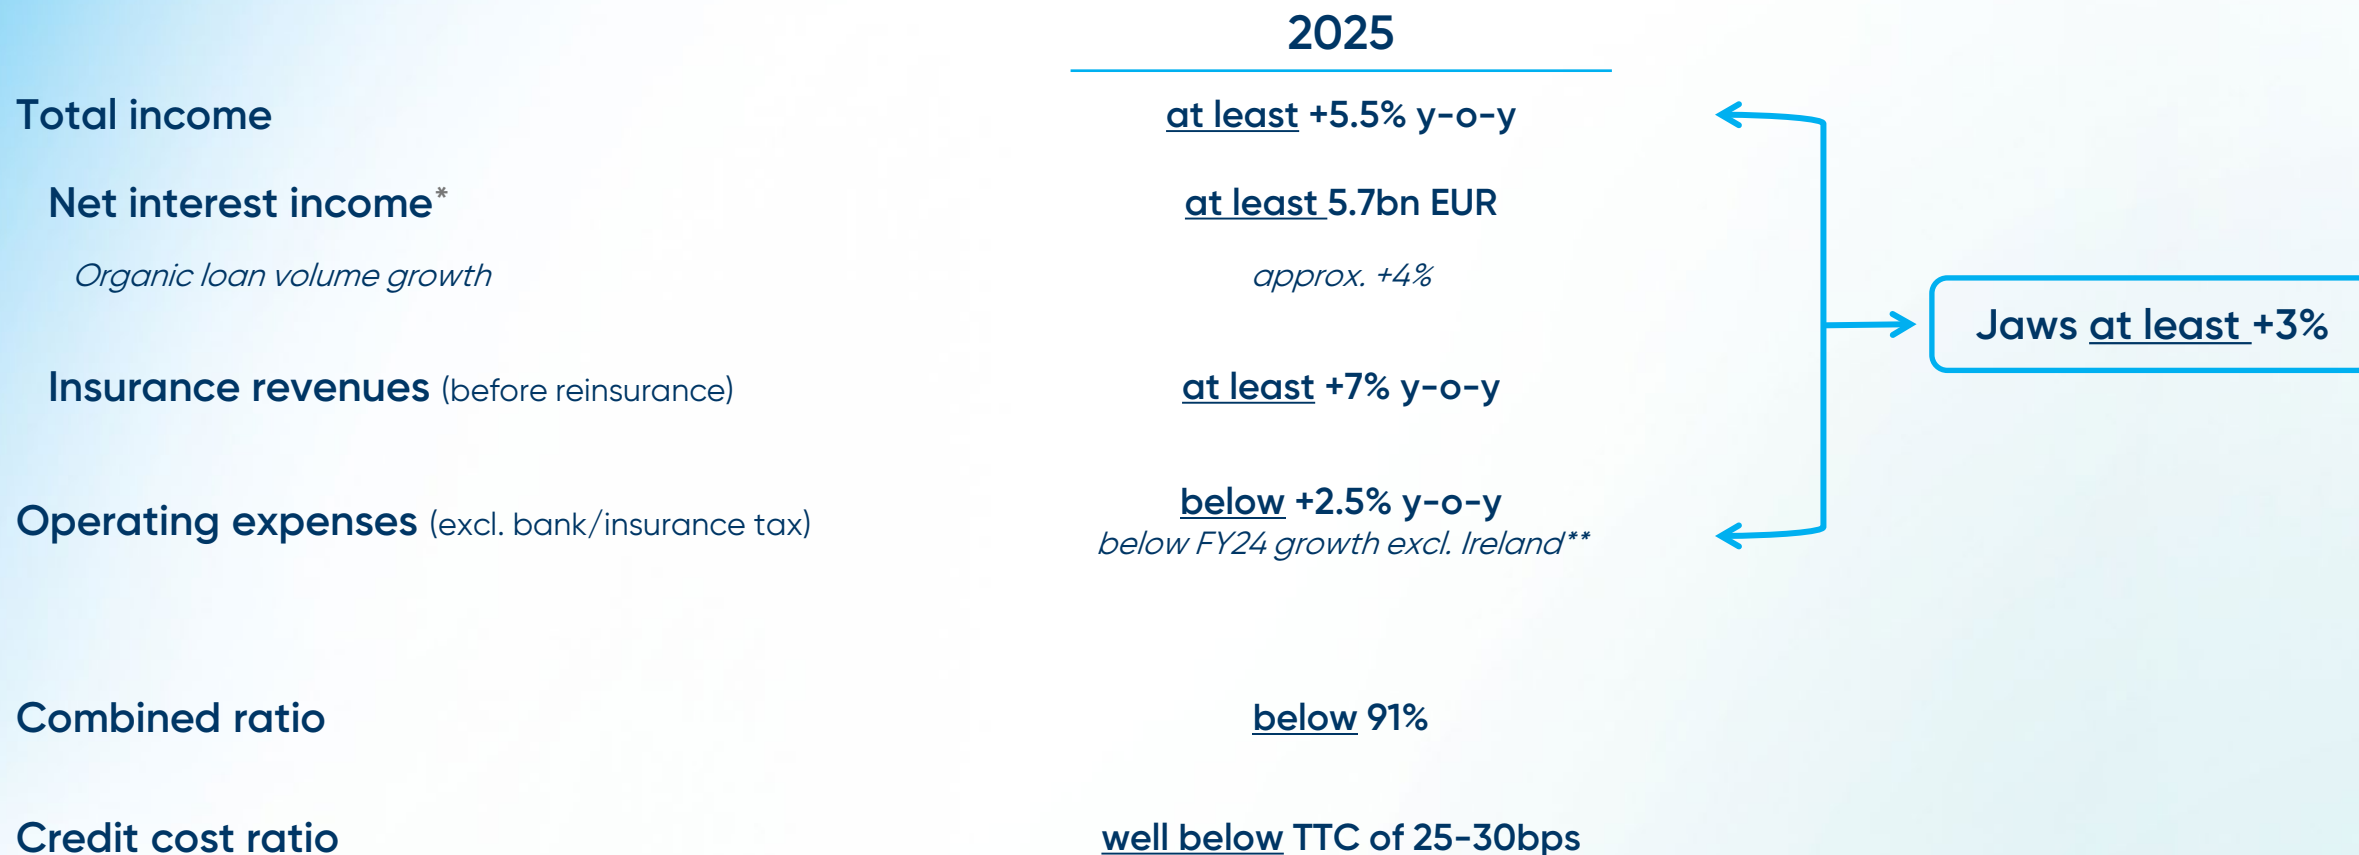 2025
Total income
at least +5.5% y-o-y
Net interest income*
at least 5.7bn EUR
Organic loan volume growth
approx. +4%
Jaws at least +3%
Insurance revenues (before reinsurance)
at least +7% y-o-y
Operating expenses (excl. bank/insurance tax)
below +2.5% y-o-y
below FY24 growth excl. Ireland**
Combined ratio
below 91%
Credit cost ratio
well below TTC of 25-30bps